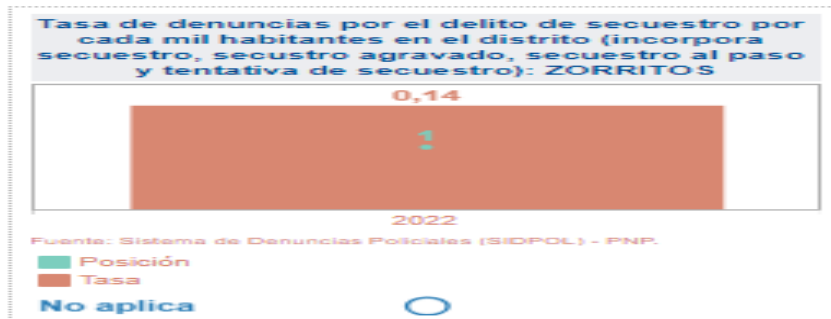 Tasa de denuncias por el delito de secuestro por
cada mil habitantes en el distrito (incorpora
secuestro, secustro agravado, secuestro al paso
y tentativa de secuestro): ZORRITOS
0,14
1
2022
Fuente: Sistema de Denuncias Policiales (SIDPOL) - PNP.
Posición
Tasa
No aplica